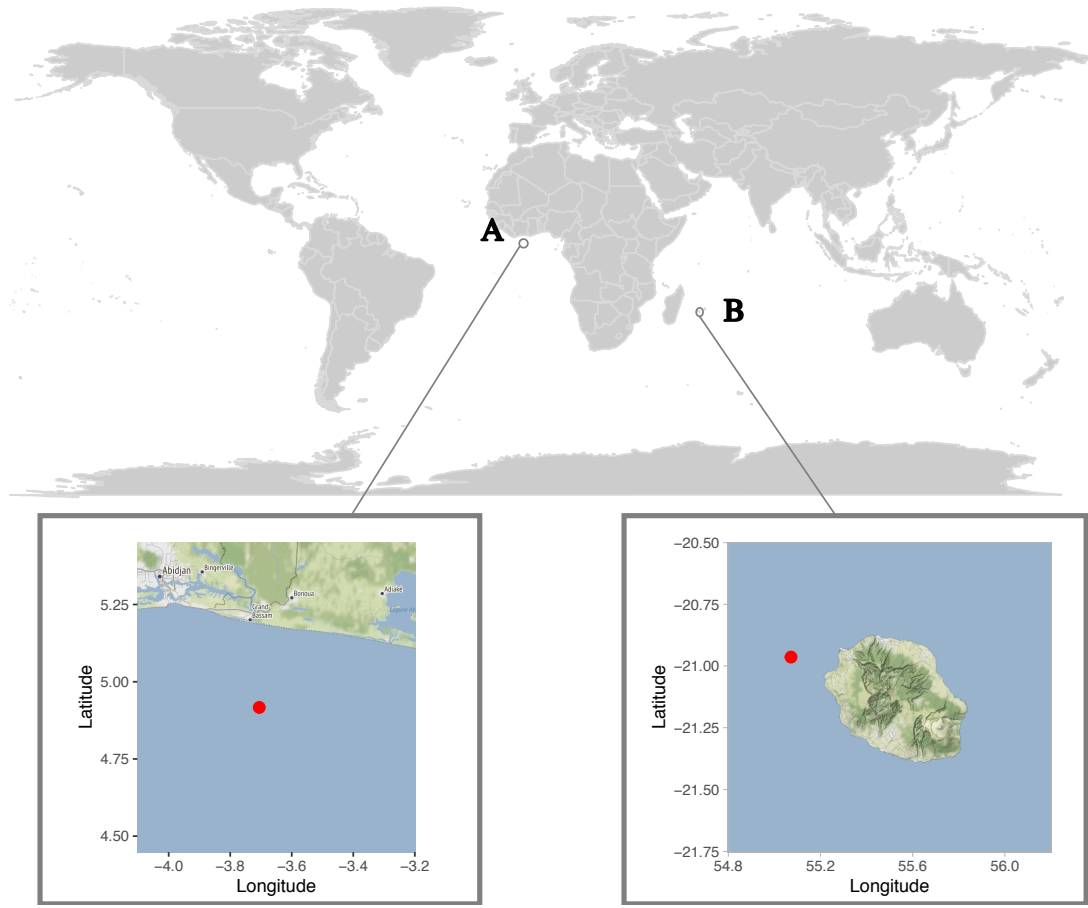 A
B
Abidjan
Bingerville
Bonoua
Adiaké
Grand-
Bassam
5.25
5.00
4.75
4.50
Latitude
−4.0
−3.8
−3.6
−3.4
−3.2
Longitude
−20.50
−20.75
−21.00
−21.25
−21.50
−21.75
Latitude
54.8
55.2
55.6
56.0
Longitude